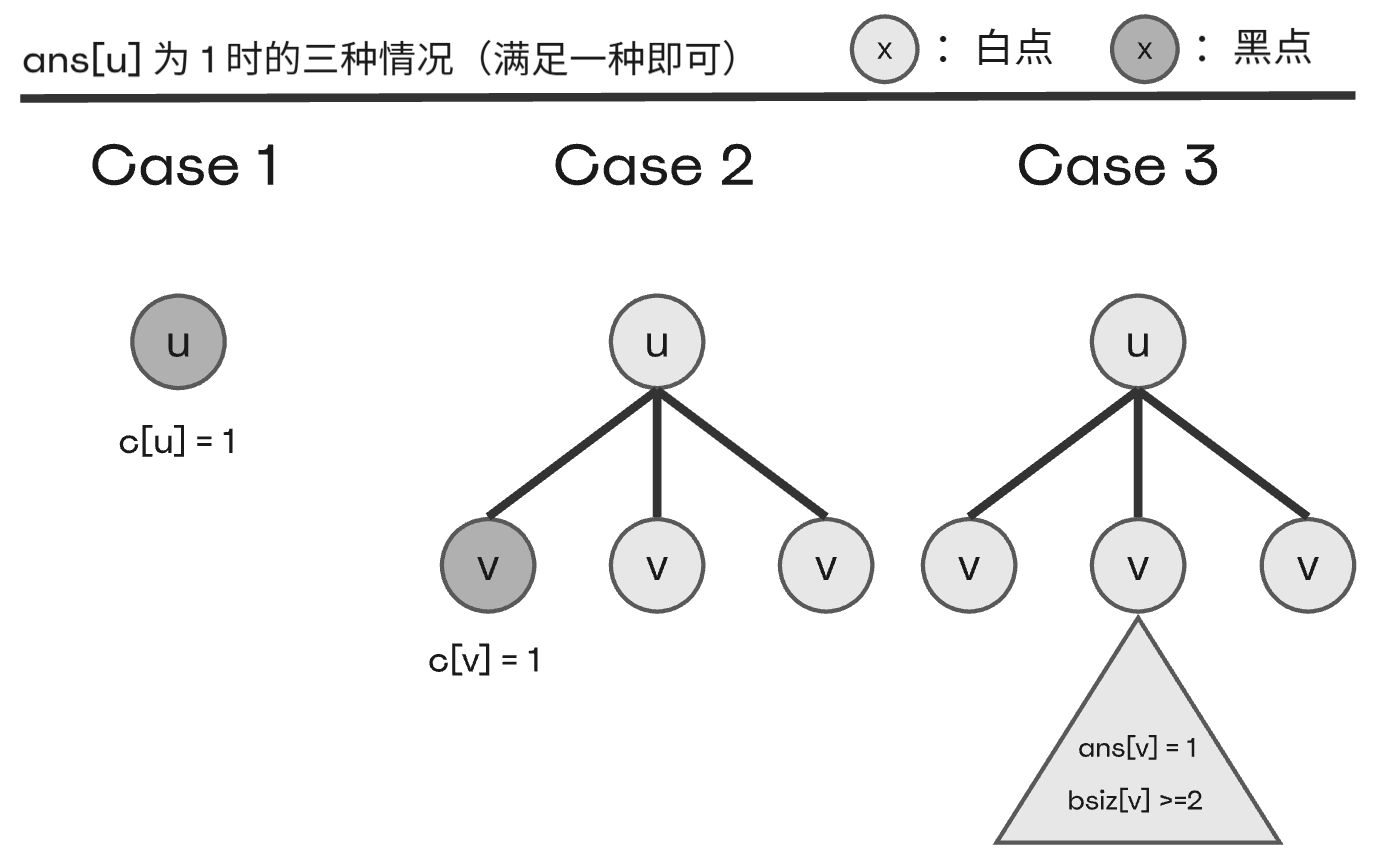 ans[u] 为 1 时的三种情况（满足一种即可）
x ： 白点 x ： 黑点
Case 1 Case 2 Case 3
u u u
c[u] = 1
v v v v v v
c[v] = 1
ans[v] = 1
bsiz[v] >=2